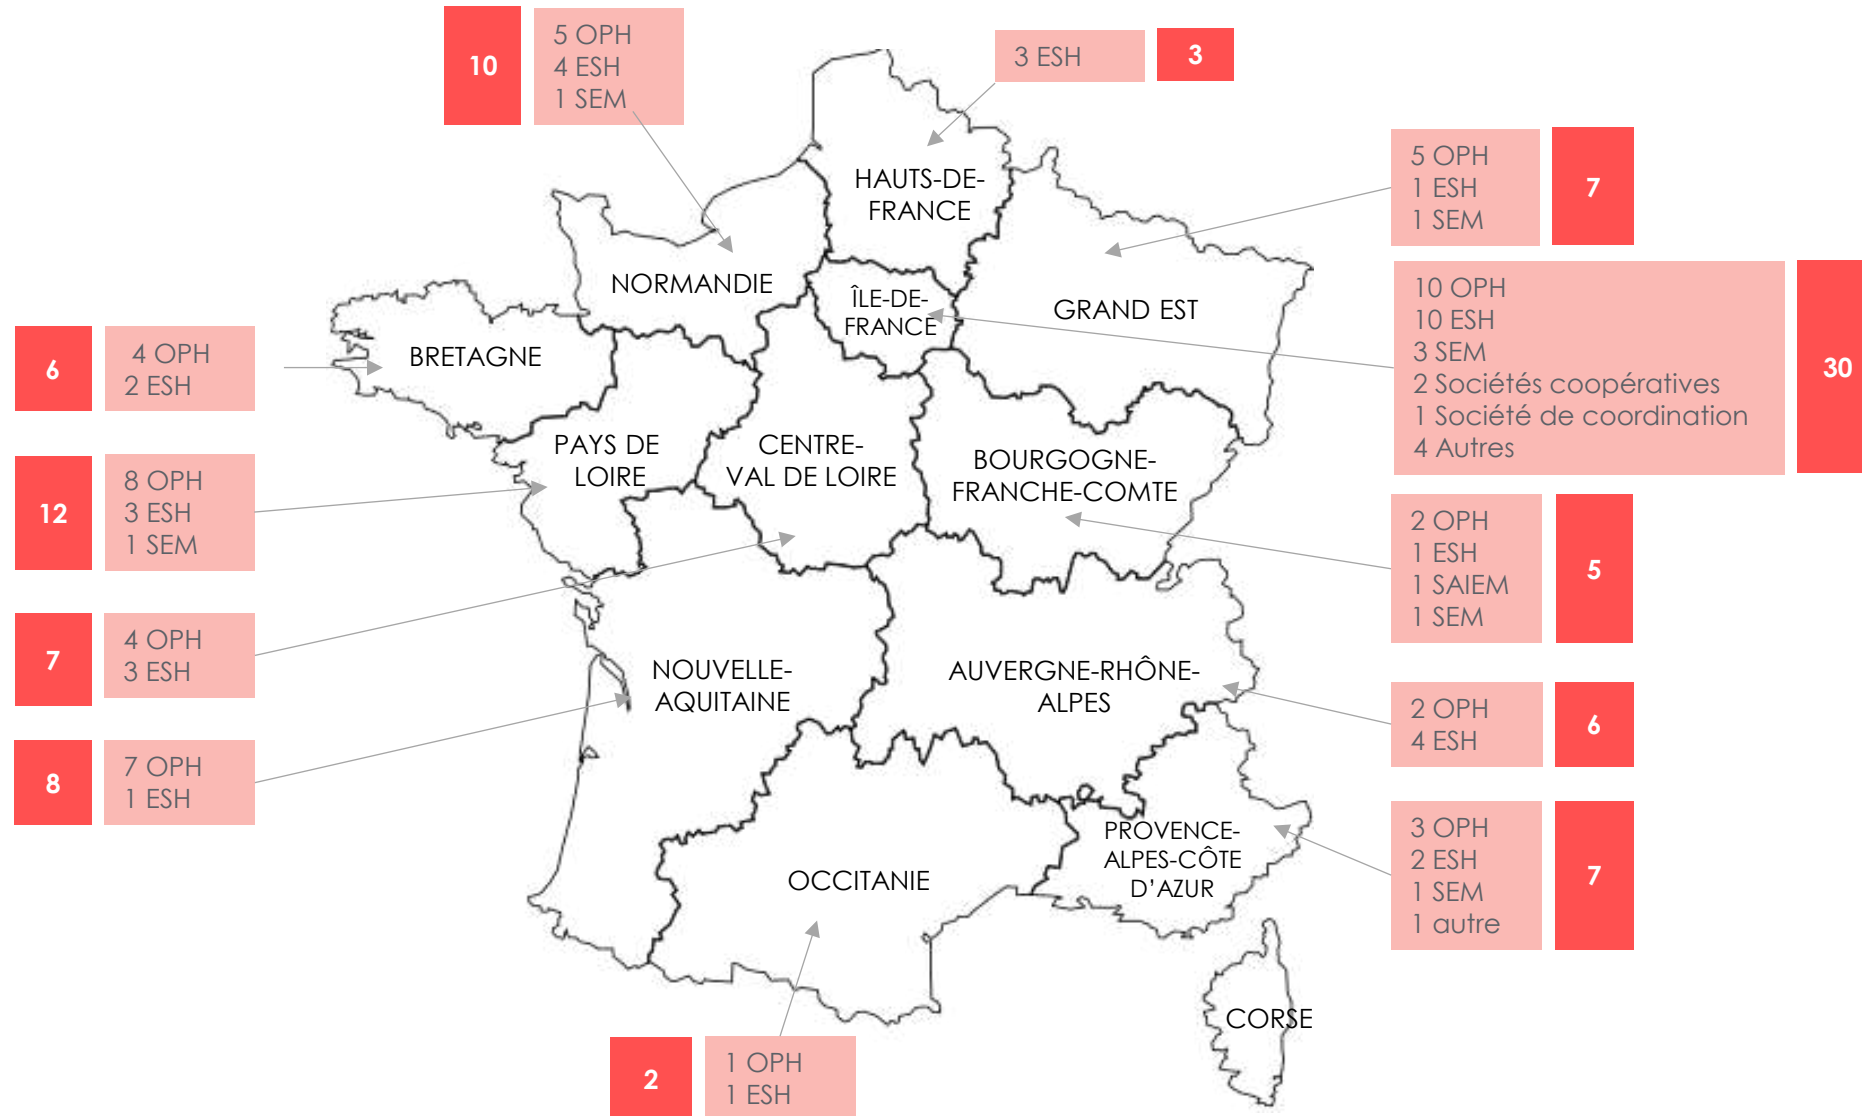 10
5 OPH
4 ESH
1 SEM
3 ESH
3
5 OPH
1 ESH
1 SEM
7
HAUTS-DE-
FRANCE
NORMANDIE
ÎLE-DE-
FRANCE
GRAND EST
10 OPH
10 ESH
3 SEM
2 Sociétés coopératives
1 Société de coordination
4 Autres
30
6
4 OPH
2 ESH
BRETAGNE
12
8 OPH
3 ESH
1 SEM
PAYS DE
LOIRE
CENTRE-
VAL DE LOIRE
BOURGOGNE-
FRANCHE-COMTE
2 OPH
1 ESH
1 SAIEM
1 SEM
5
7
4 OPH
3 ESH
NOUVELLE-
AQUITAINE
AUVERGNE-RHÔNE-
ALPES
2 OPH
4 ESH
6
8
7 OPH
1 ESH
PROVENCE-
ALPES-CÔTE
D'AZUR
3 OPH
2 ESH
1 SEM
1 autre
7
OCCITANIE
CORSE
2
1 OPH
1 ESH